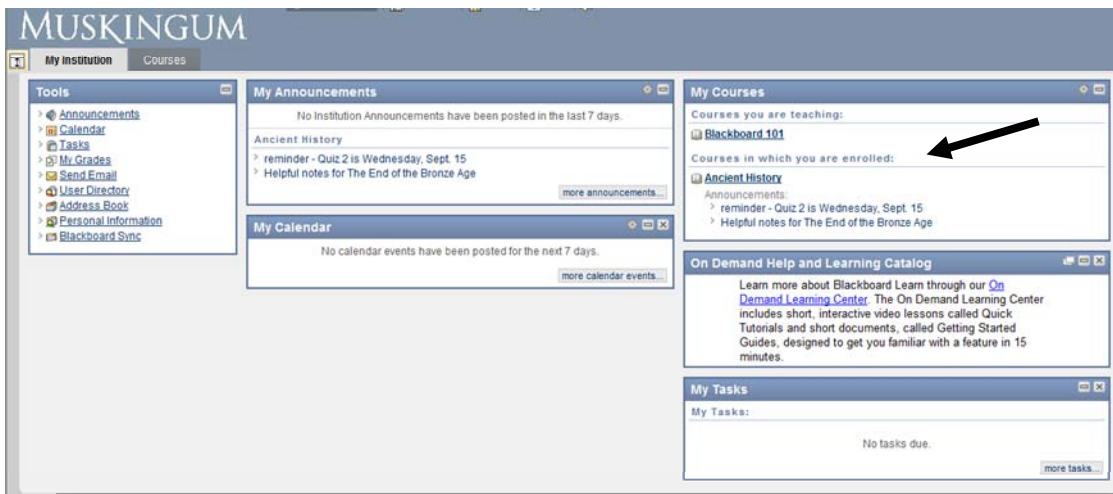 MUSKINGUM
My Institution
Courses
Tools
Announcements
Calendar
Tasks
My Grades
Send Email
User Directory
Address Book
Personal Information
Blackboard Sync
My Announcements
No Institution Announcements have been posted in the last 7 days.
Ancient History
reminder - Quiz 2 is Wednesday, Sept. 15
Helpful notes for The End of the Bronze Age
more announcements...
My Calendar
No calendar events have been posted for the next 7 days.
more calendar events...
My Courses
Courses you are teaching:
Blackboard 101
Courses in which you are enrolled:
Ancient History
Announcements:
reminder - Quiz 2 is Wednesday, Sept. 15
Helpful notes for The End of the Bronze Age
On Demand Help and Learning Catalog
Learn more about Blackboard Learn through our On
Demand Learning Center. The On Demand Learning Center
includes short, interactive video lessons called Quick
Tutorials and short documents, called Getting Started
Guides, designed to get you familiar with a feature in 15
minutes.
My Tasks
My Tasks:
No tasks due.
more tasks...